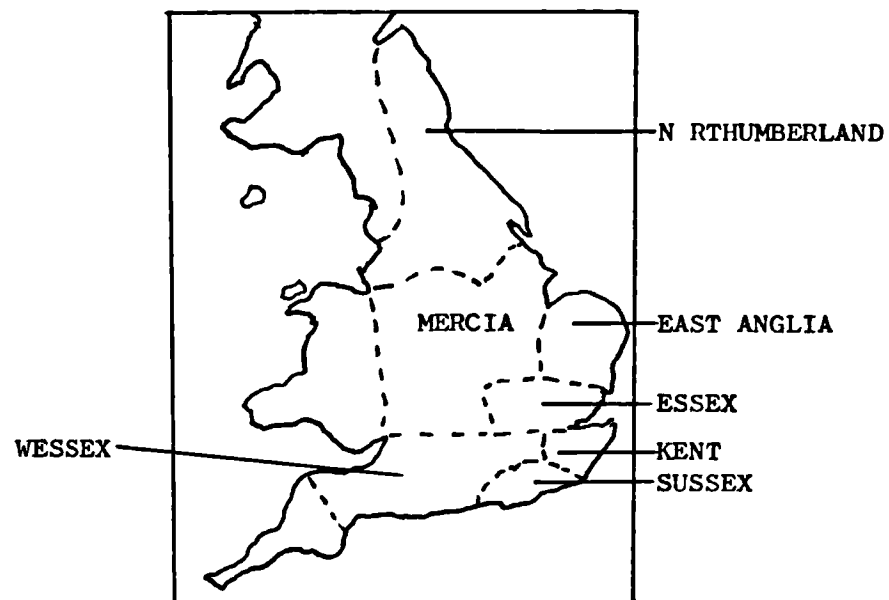 N RTHUMBERLAND
MERCIA
EAST ANGLIA
ESSEX
WESSEX
KENT
SUSSEX